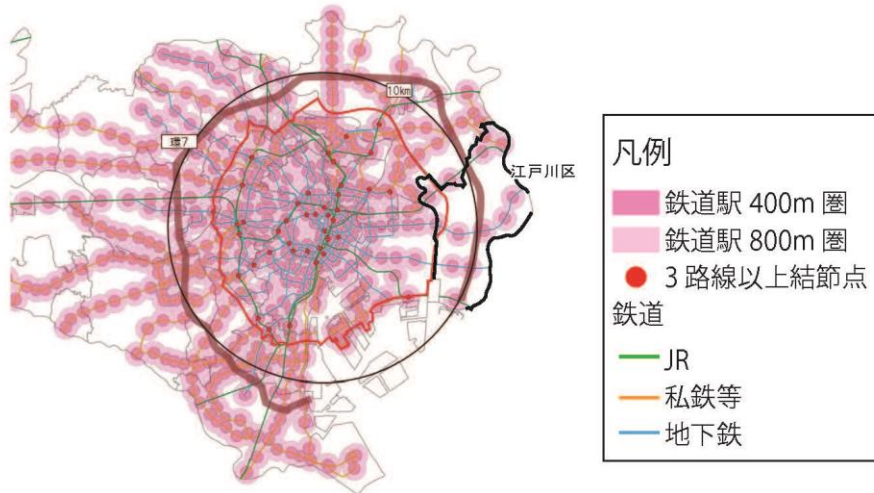 10km
環7
江戸川区
凡例
鉄道駅 400m 圏
鉄道駅 800m 圏
3 路線以上結節点
鉄道
JR
私鉄等
地下鉄